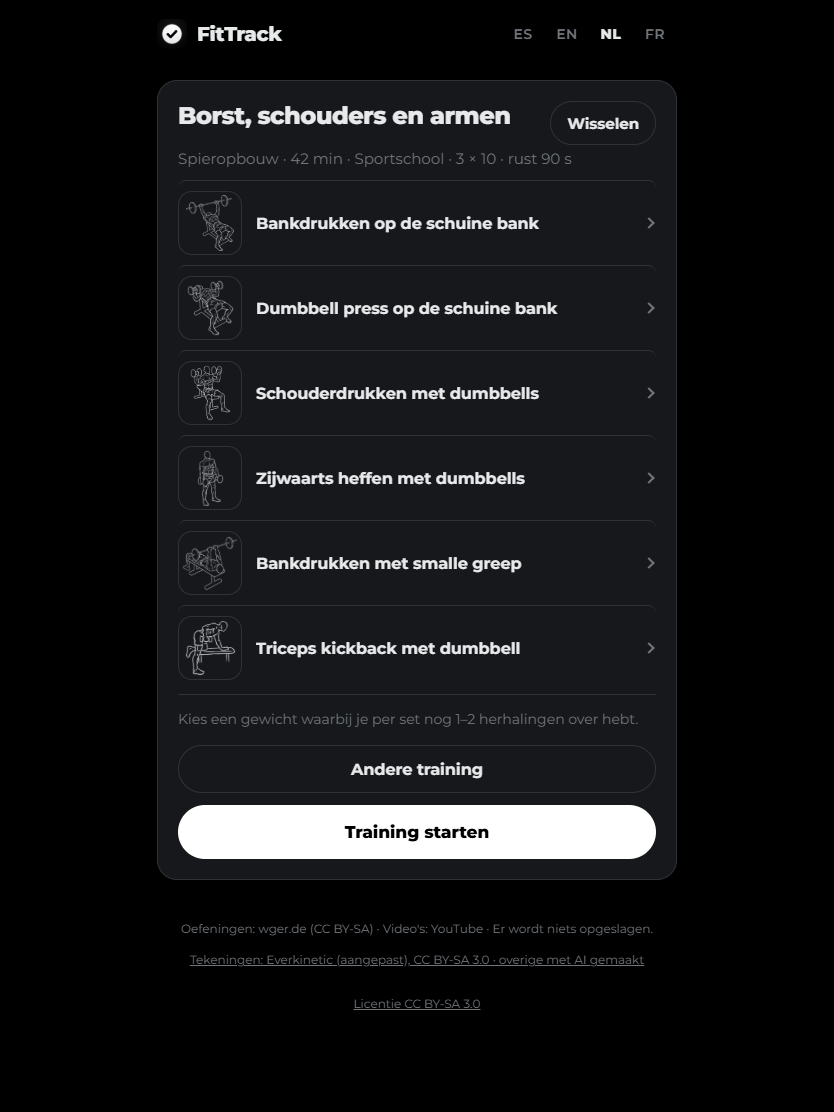 FitTrack
ES EN NL FR
Borst, schouders en armen
Wisselen
Spieropbouw · 42 min · Sportschool · 3 × 10 · rust 90 s
Bankdrukken op de schuine bank
Dumbbell press op de schuine bank
Schouderdrukken met dumbbells
Zijwaarts heffen met dumbbells
Bankdrukken met smalle greep
Triceps kickback met dumbbell
Kies een gewicht waarbij je per set nog 1–2 herhalingen over hebt.
Andere training
Training starten
Oefeningen: wger.de (CC BY-SA) · Video's: YouTube · Er wordt niets opgeslagen.
Tekeningen: Everkinetic (aangepast), CC BY-SA 3.0 · overige met AI gemaakt
Licentie CC BY-SA 3.0